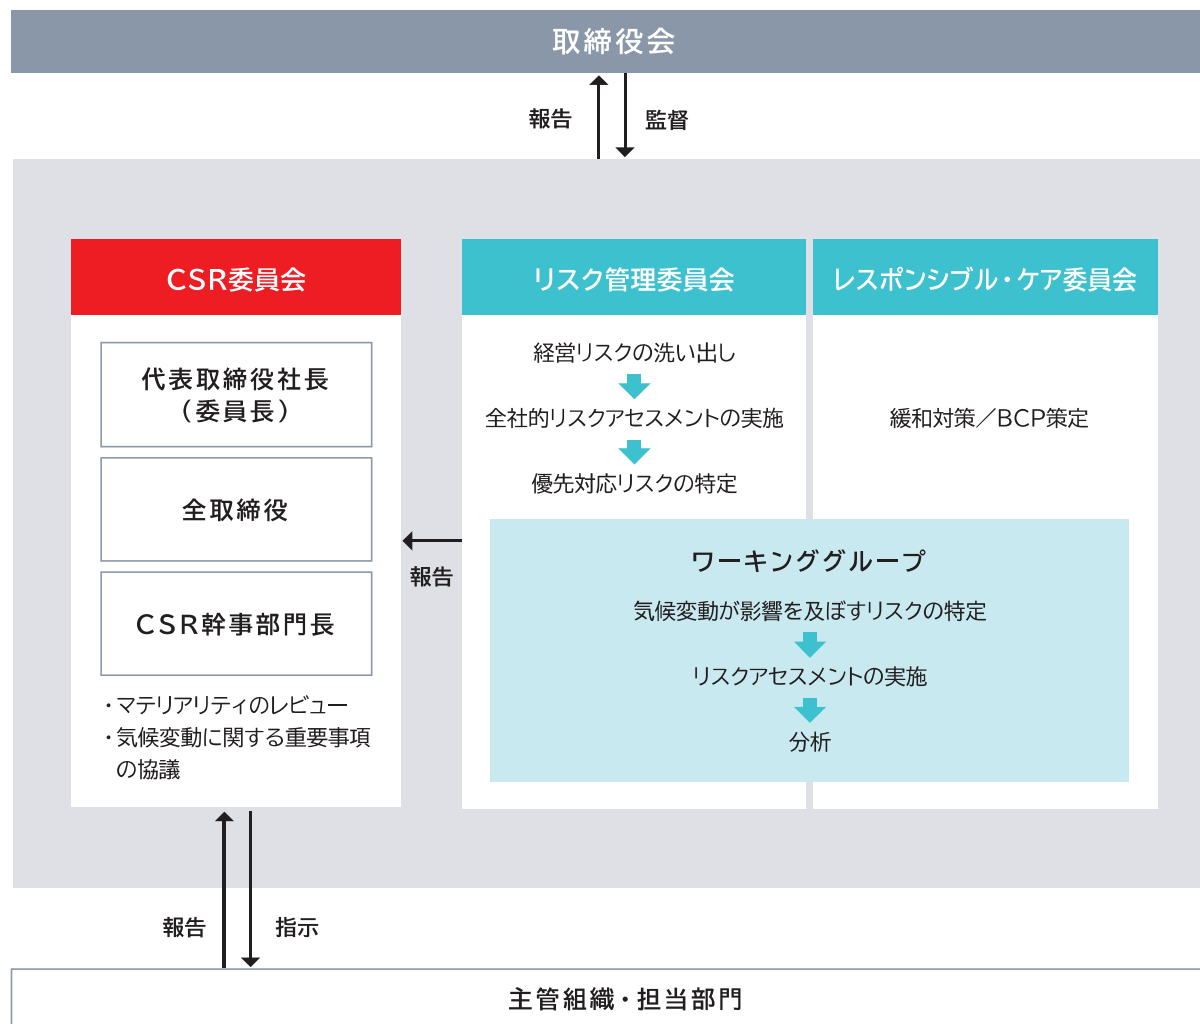 取締役会
報告
監督
CSR委員会
代表取締役社長
（委員長）
全取締役
CSR幹事部門長
・マテリアリティのレビュー
・気候変動に関する重要事項
の協議
報告
リスク管理委員会
経営リスクの洗い出し
全社的リスクアセスメントの実施
優先対応リスクの特定
レスポンシブル・ケア委員会
緩和対策／BCP策定
ワーキンググループ
気候変動が影響を及ぼすリスクの特定
リスクアセスメントの実施
分析
報告
指示
主管組織・担当部門